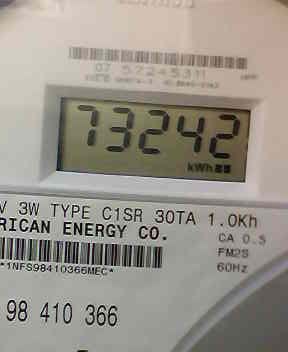 07 57245311
73242
kWh
V 3W TYPE C1SR 30TA 1.0Kh
RICAN ENERGY CO.
CA 0.5
FM2S
60Hz
*1NFS98410366MEC*
98 410 366